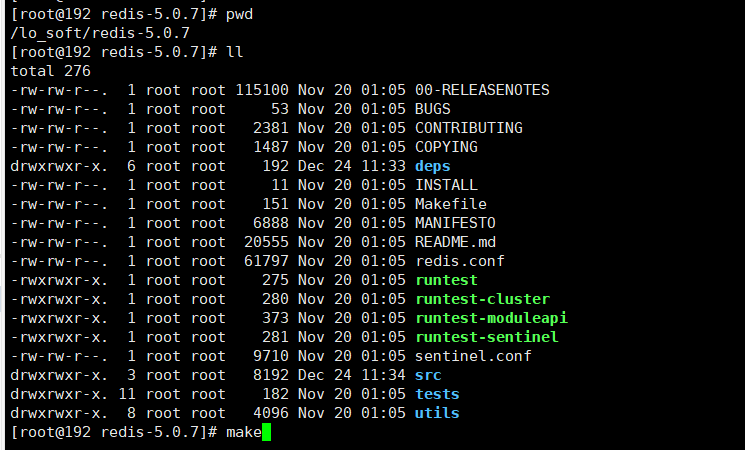 [root@192 redis-5.0.7]# pwd
/lo_soft/redis-5.0.7
[root@192 redis-5.0.7]# ll
total 276
-rw-rw-r--.  1 root root 115100 Nov 20 01:05 00-RELEASENOTES
-rw-rw-r--.  1 root root     53 Nov 20 01:05 BUGS
-rw-rw-r--.  1 root root   2381 Nov 20 01:05 CONTRIBUTING
-rw-rw-r--.  1 root root   1487 Nov 20 01:05 COPYING
drwxrwxr-x.  6 root root    192 Dec 24 11:33 deps
-rw-rw-r--.  1 root root     11 Nov 20 01:05 INSTALL
-rw-rw-r--.  1 root root    151 Nov 20 01:05 Makefile
-rw-rw-r--.  1 root root   6888 Nov 20 01:05 MANIFESTO
-rw-rw-r--.  1 root root  20555 Nov 20 01:05 README.md
-rw-rw-r--.  1 root root  61797 Nov 20 01:05 redis.conf
-rwxrwxr-x.  1 root root    275 Nov 20 01:05 runtest
-rwxrwxr-x.  1 root root    280 Nov 20 01:05 runtest-cluster
-rwxrwxr-x.  1 root root    373 Nov 20 01:05 runtest-moduleapi
-rwxrwxr-x.  1 root root    281 Nov 20 01:05 runtest-sentinel
-rw-rw-r--.  1 root root   9710 Nov 20 01:05 sentinel.conf
drwxrwxr-x.  3 root root   8192 Dec 24 11:34 src
drwxrwxr-x. 11 root root    182 Nov 20 01:05 tests
drwxrwxr-x.  8 root root   4096 Nov 20 01:05 utils
[root@192 redis-5.0.7]# make